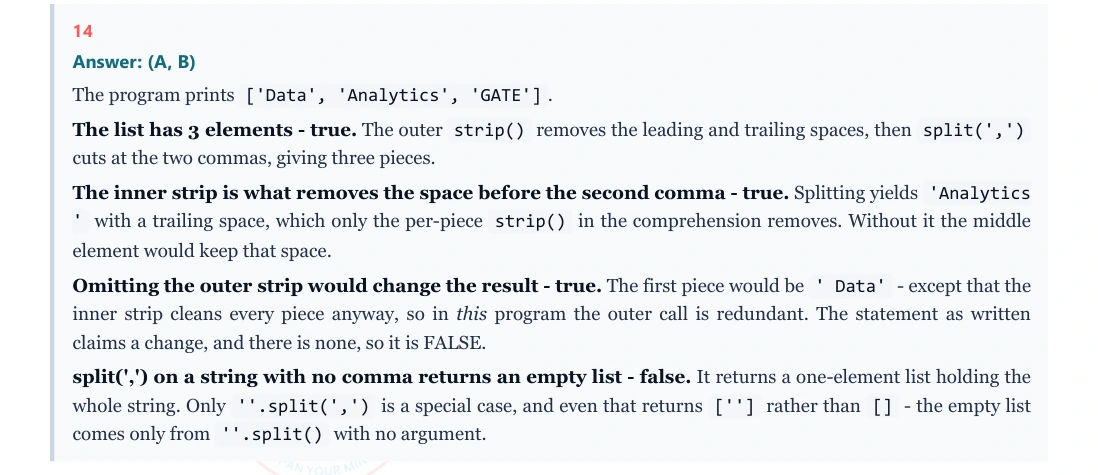 14
Answer: (A, B)
The program prints ['Data', 'Analytics', 'GATE'].
The list has 3 elements - true. The outer strip() removes the leading and trailing spaces, then split(',')
cuts at the two commas, giving three pieces.
The inner strip is what removes the space before the second comma - true. Splitting yields 'Analytics
' with a trailing space, which only the per-piece strip() in the comprehension removes. Without it the middle
element would keep that space.
Omitting the outer strip would change the result - true. The first piece would be ' Data' - except that the
inner strip cleans every piece anyway, so in this program the outer call is redundant. The statement as written
claims a change, and there is none, so it is FALSE.
split(',') on a string with no comma returns an empty list - false. It returns a one-element list holding the
whole string. Only ''.split(',') is a special case, and even that returns [''] rather than [] - the empty list
comes only from ''.split() with no argument.